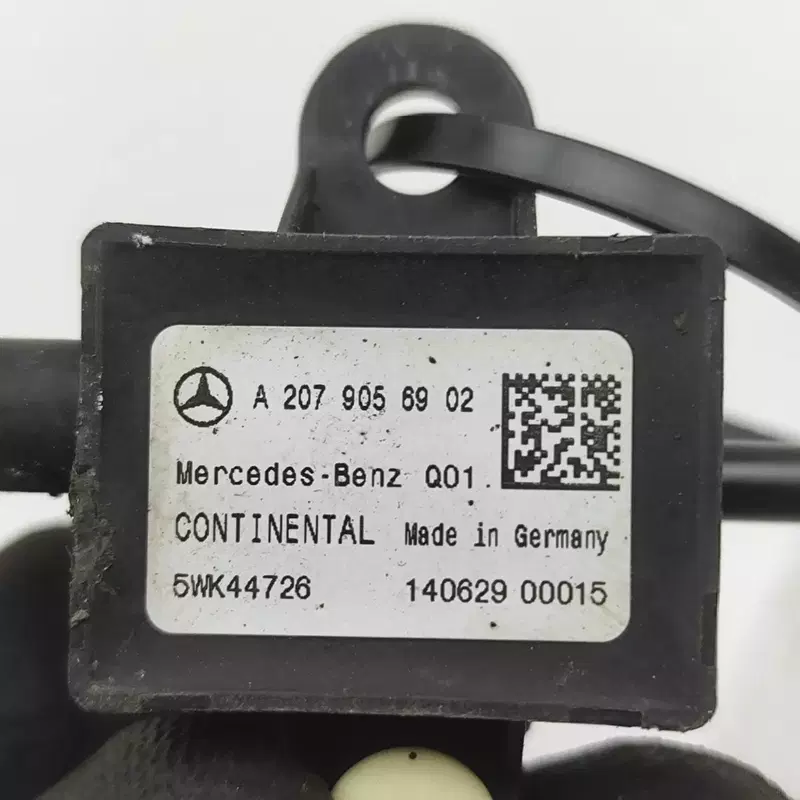 A 207 905 69 02
Mercedes-Benz Q01
CONTINENTAL Made in Germany
5WK44726 140629 00015